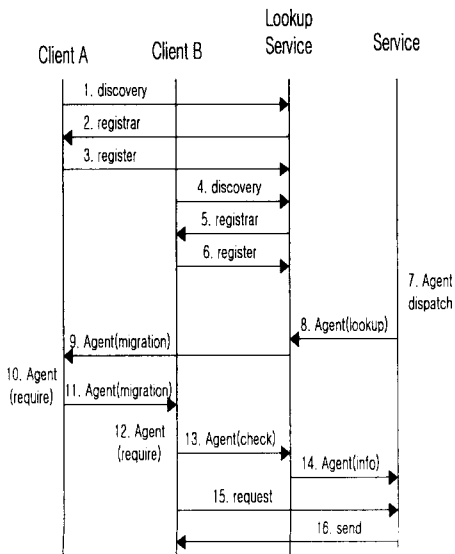 Client A
Client B
Lookup
Service
Service
1. discovery
2. registrar
3. register
4. discovery
5. registrar
6. register
7. Agent
dispatch
8. Agent(lookup)
9. Agent(migration)
10. Agent
(require)
11. Agent(migration)
12. Agent
(require)
13. Agent(check)
14. Agent(info)
15. request
16. send